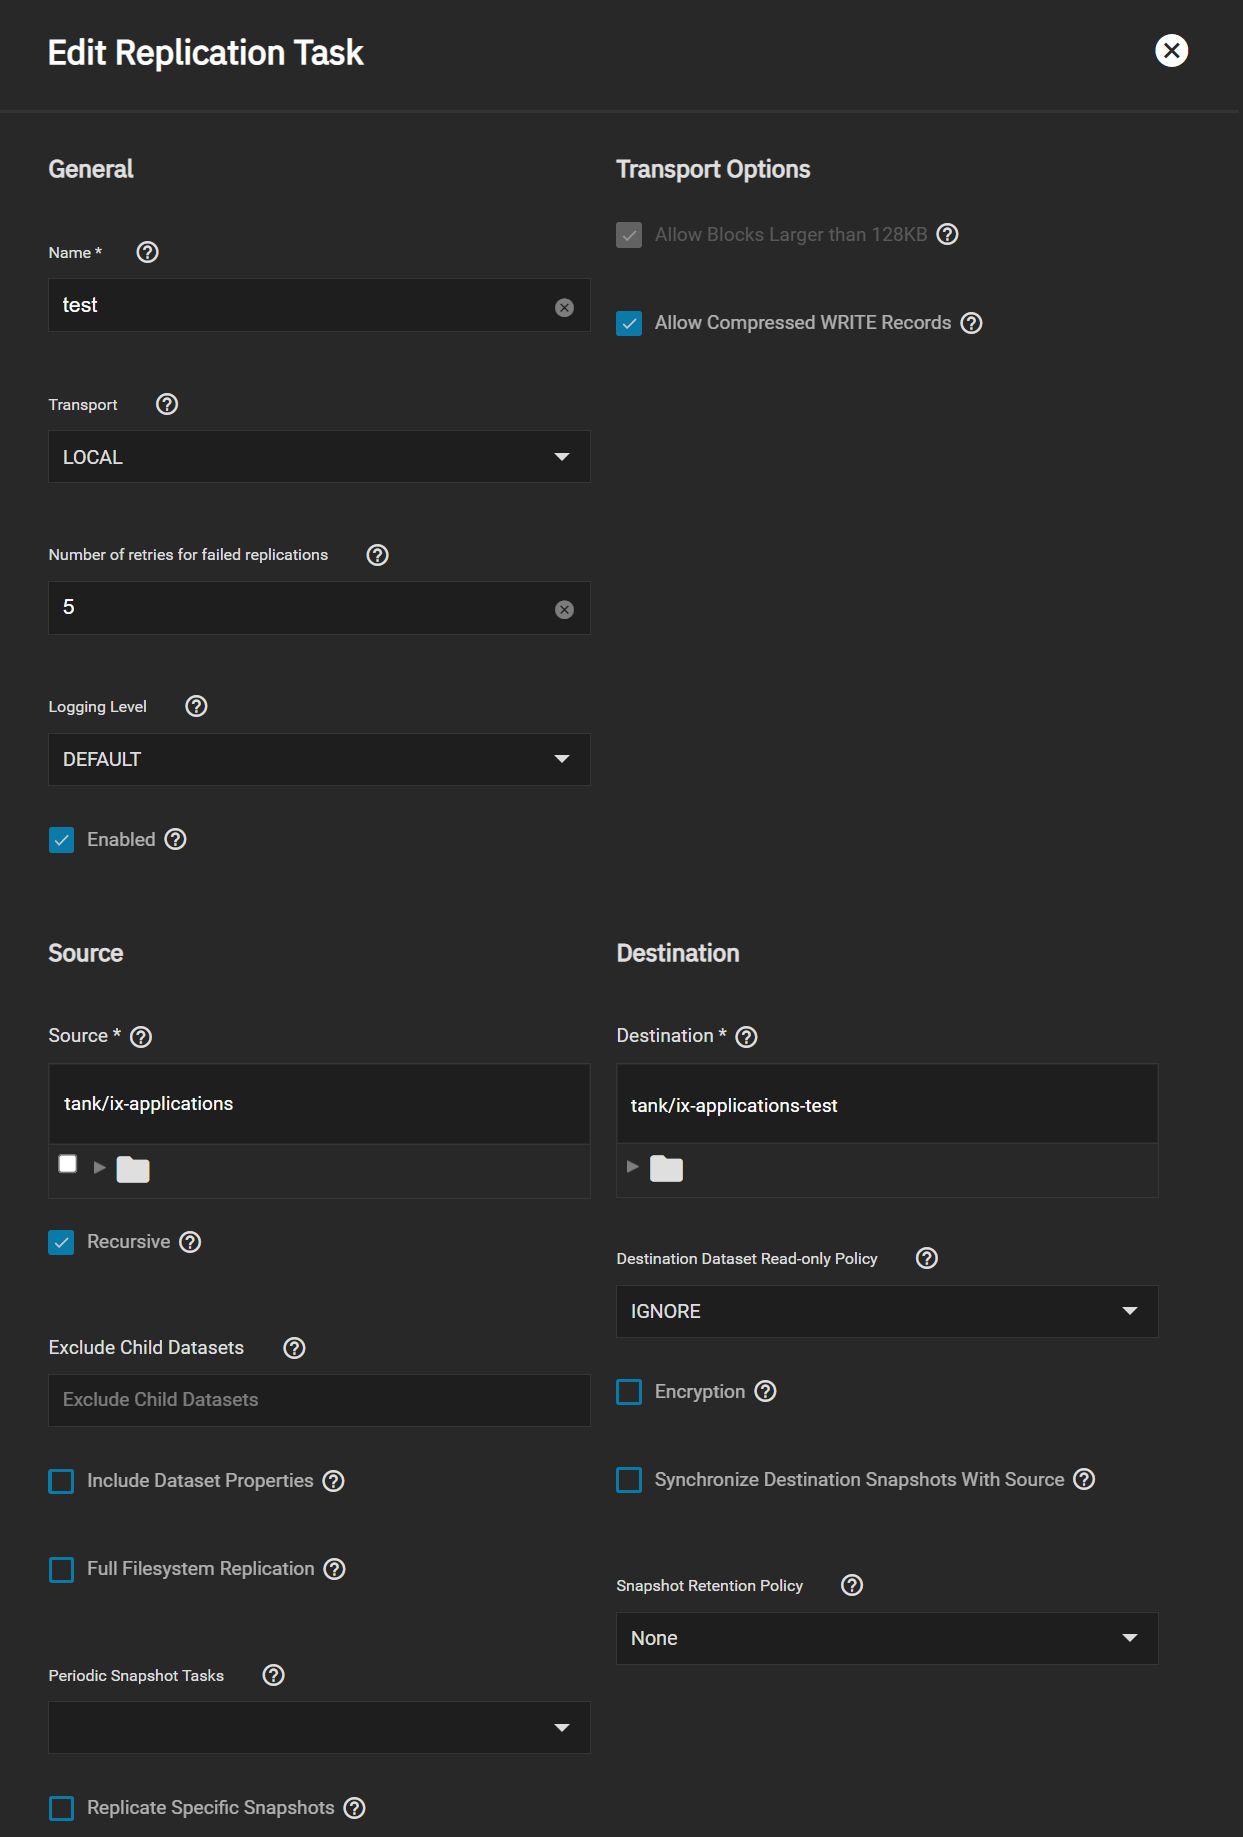 Edit Replication Task
General
Name *
test
Transport
LOCAL
Number of retries for failed replications
5
Logging Level
DEFAULT
Enabled
Transport Options
Allow Blocks Larger than 128KB
Allow Compressed WRITE Records
Source
Source *
tank/ix-applications
Recursive
Exclude Child Datasets
Exclude Child Datasets
Include Dataset Properties
Full Filesystem Replication
Periodic Snapshot Tasks
Replicate Specific Snapshots
Destination
Destination *
tank/ix-applications-test
Destination Dataset Read-only Policy
IGNORE
Encryption
Synchronize Destination Snapshots With Source
Snapshot Retention Policy
None